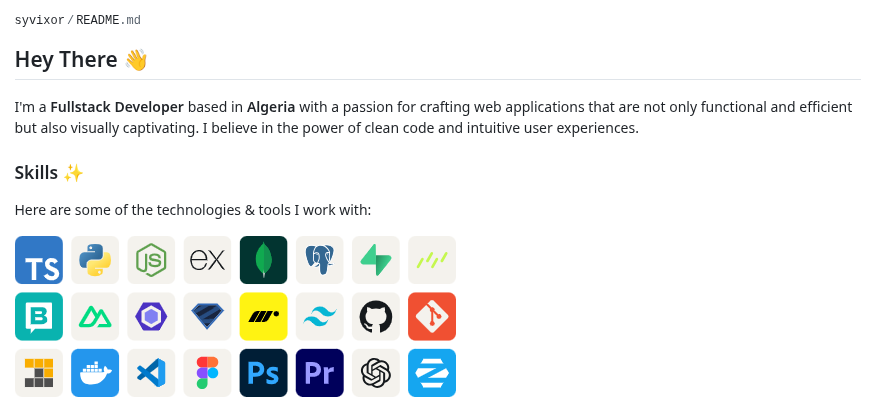 syvixor/README.md
Hey There 👋
I'm a Fullstack Developer based in Algeria with a passion for crafting web applications that are not only functional and efficient
but also visually captivating. I believe in the power of clean code and intuitive user experiences.
Skills ✨
Here are some of the technologies & tools I work with:
TS JS ex
B
Ps Pr